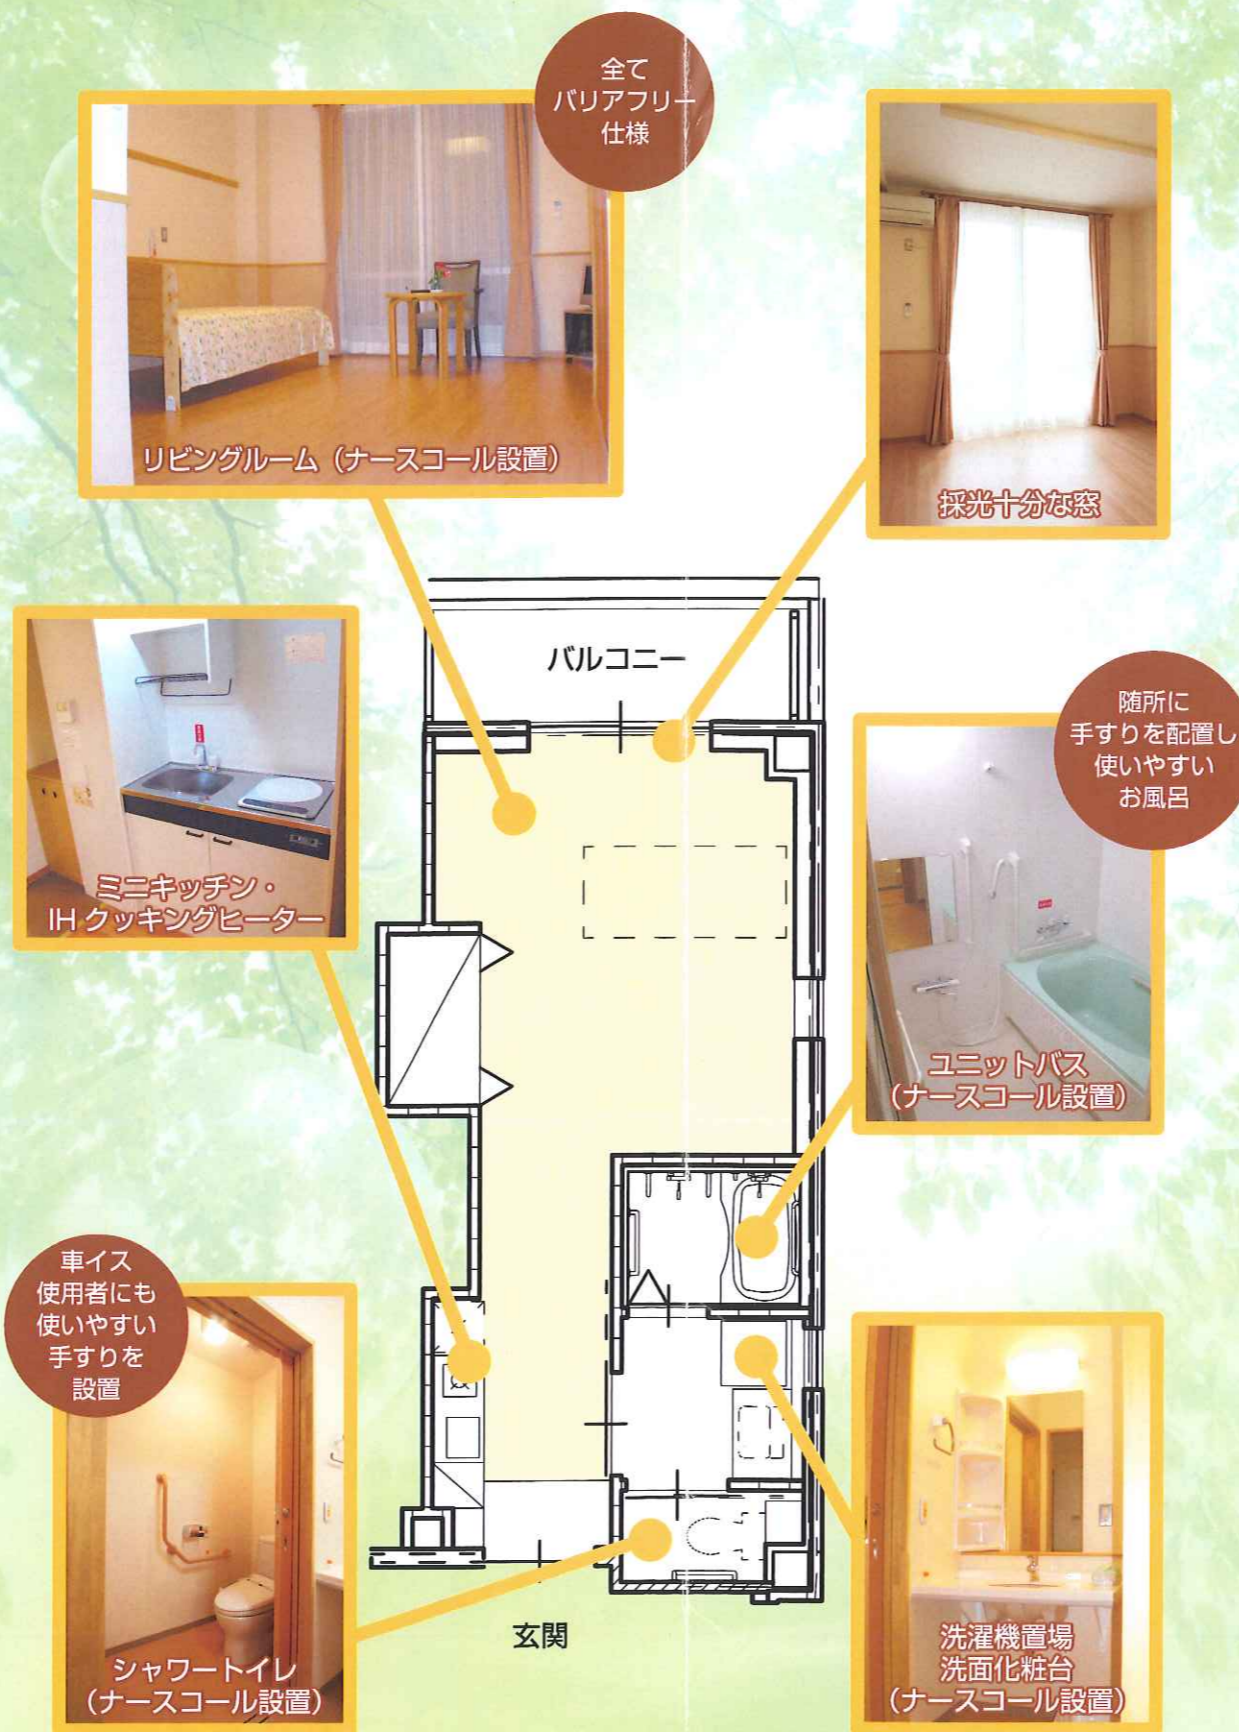 全て
バリアフリー
仕様
リビングルーム（ナースコール設置）
採光十分な窓
バルコニー
ミニキッチン・
IHクッキングヒーター
随所に
手すりを配置し
使いやすい
お風呂
ユニットバス
（ナースコール設置）
車イス
使用者にも
使いやすい
手すりを
設置
シャワートイレ
（ナースコール設置）
玄関
洗濯機置場
洗面化粧台
（ナースコール設置）